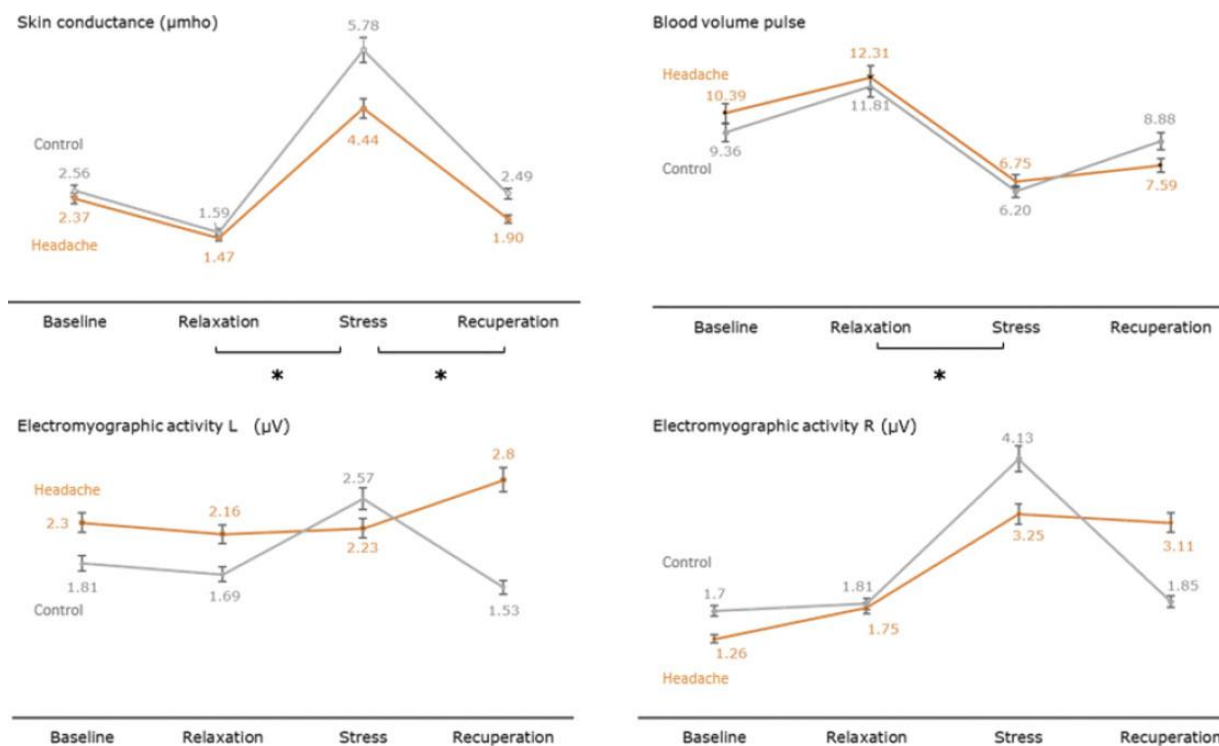 Skin conductance (µmho)
5.78
Control
2.56
1.59
4.44
2.49
2.37
Headache
1.47
1.90
Baseline Relaxation Stress Recuperation
* *
Blood volume pulse
12.31
Headache
10.39
11.81
8.88
9.36
Control
6.75
7.59
6.20
Baseline Relaxation Stress Recuperation
*
Electromyographic activity L (µV)
2.8
Headache
2.57
2.3
2.16
2.23
1.81
1.69
Control
1.53
Baseline Relaxation Stress Recuperation
Electromyographic activity R (µV)
4.13
3.25
3.11
Control
1.7
1.81
1.85
1.75
1.26
Headache
Baseline Relaxation Stress Recuperation